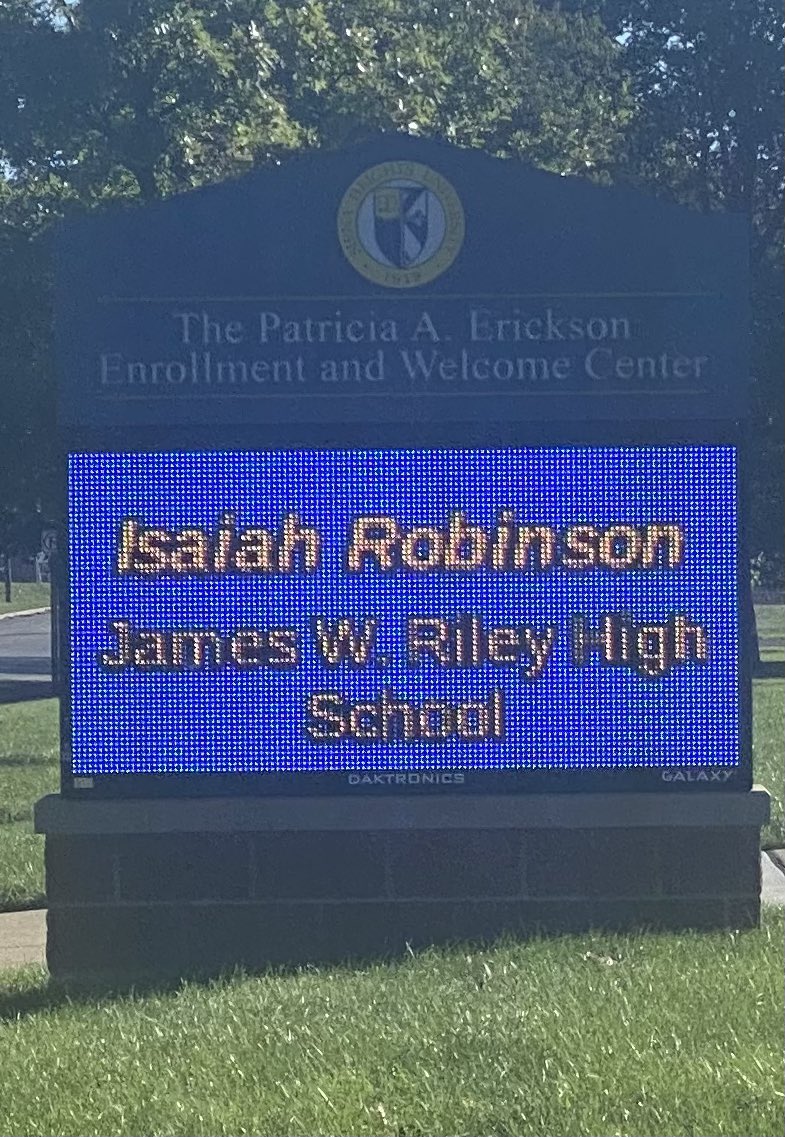 The Patricia A. Erickson
Enrollment and Welcome Center
Isaiah Robinson
James W. Riley High
School
DAKTRONICS
GALAXY